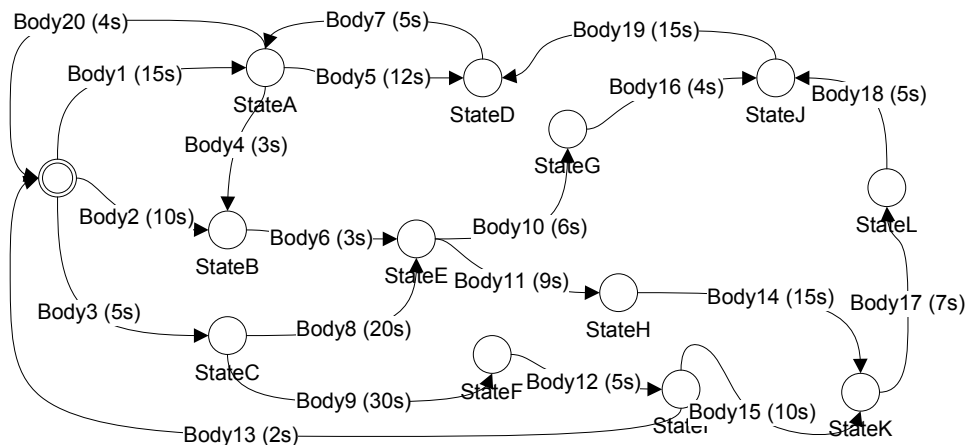 Body20 (4s)
Body7 (5s)
Body19 (15s)
Body1 (15s)
Body5 (12s)
Body16 (4s)
Body18 (5s)
StateA
StateD
StateJ
Body4 (3s)
StateG
Body2 (10s)
StateL
Body6 (3s)
Body10 (6s)
StateB
StateE
Body11 (9s)
Body14 (15s)
Body17 (7s)
Body3 (5s)
StateH
Body8 (20s)
StateC
StateF
Body12 (5s)
Body9 (30s)
Body15 (10s)
StateK
Body13 (2s)